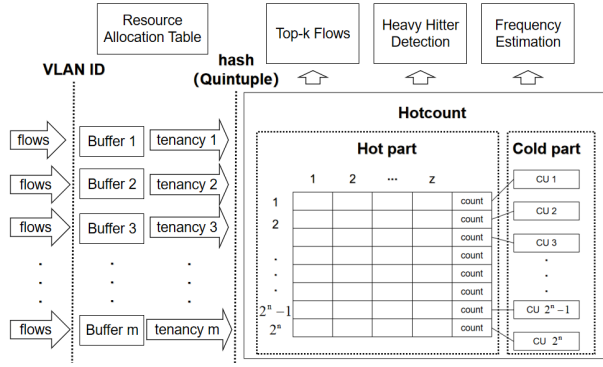 Resource
Allocation Table
Top-k Flows
Heavy Hitter
Detection
Frequency
Estimation
VLAN ID
hash
(Quintuple)
Hotcount
flows
Buffer 1
tenancy 1
flows
Buffer 2
tenancy 2
flows
Buffer 3
tenancy 3
. . .
. . .
. . .
flows
Buffer m
tenancy m
Hot part
1 2 ··· z
1 count
2 count
count
. count
. count
. count
2ⁿ −1 count
2ⁿ count
Cold part
CU 1
CU 2
CU 3
. . .
CU 2ⁿ −1
CU 2ⁿ